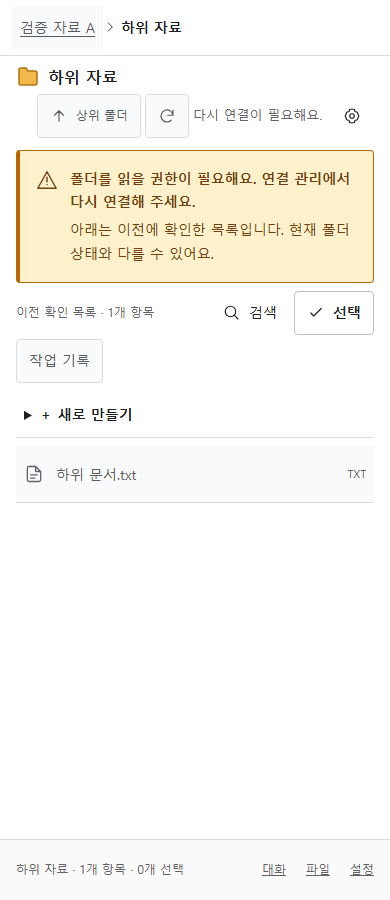 검증 자료 A > 하위 자료
하위 자료
상위 폴더 다시 연결이 필요해요.
폴더를 읽을 권한이 필요해요. 연결 관리에서
다시 연결해 주세요.
아래는 이전에 확인한 목록입니다. 현재 폴더
상태와 다를 수 있어요.
이전 확인 목록 · 1개 항목 검색 선택
작업 기록
+ 새로 만들기
하위 문서.txt TXT
하위 자료 · 1개 항목 · 0개 선택 대화 파일 설정